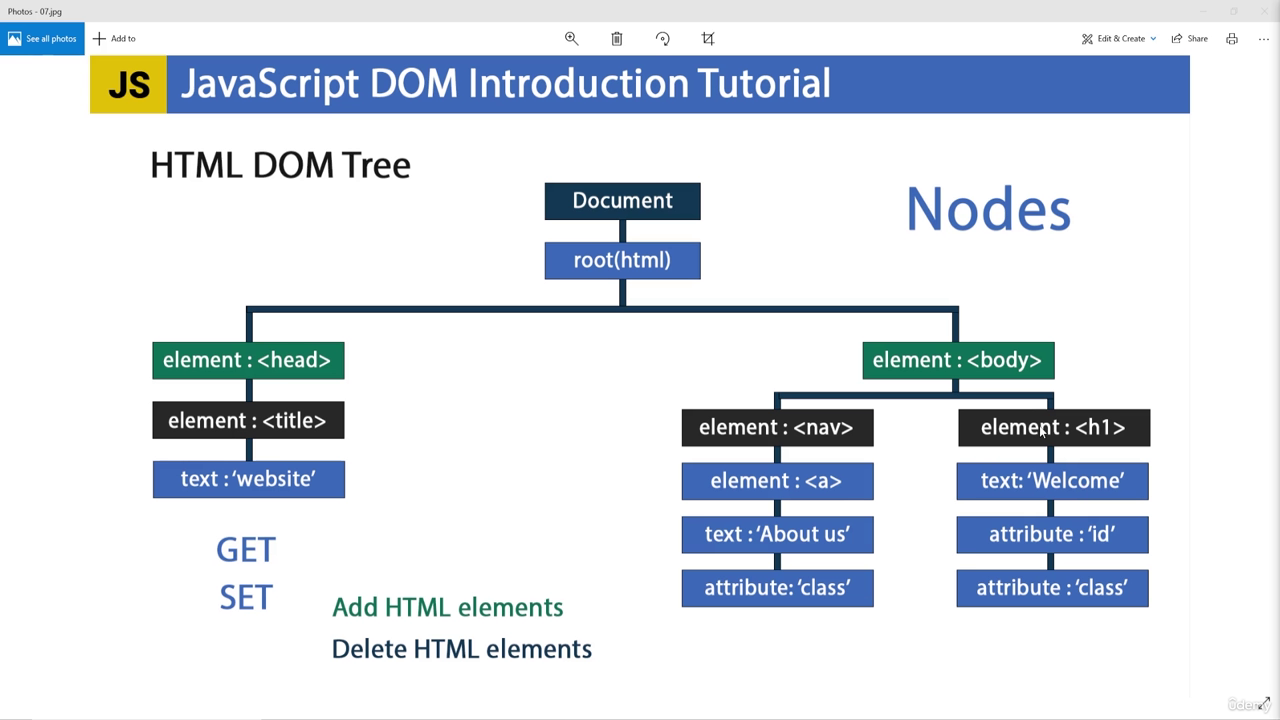 Photos - 07.jpg
See all photos
Add to
Edit & Create
Share
JS
JavaScript DOM Introduction Tutorial
HTML DOM Tree
Nodes
Document
root(html)
element : <head>
element : <body>
element : <title>
element : <nav>
element : <h1>
text : ‘website’
element : <a>
text: ‘Welcome’
text : ‘About us’
attribute : ‘id’
attribute: ‘class’
attribute : ‘class’
GET
SET
Add HTML elements
Delete HTML elements
ûdemy